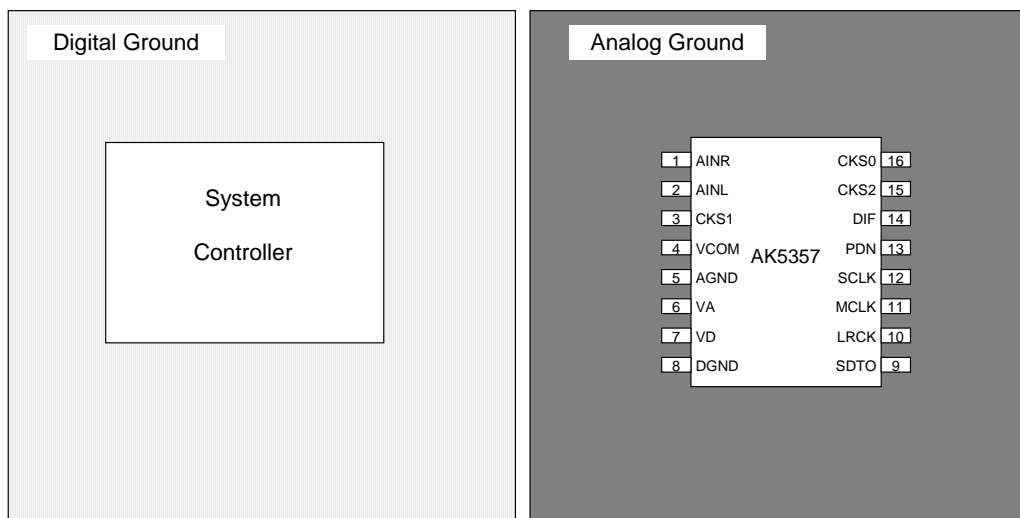 Digital Ground
System
Controller
Analog Ground
1 AINR CKS0 16
2 AINL CKS2 15
3 CKS1 DIF 14
4 VCOM AK5357 PDN 13
5 AGND SCLK 12
6 VA MCLK 11
7 VD LRCK 10
8 DGND SDTO 9